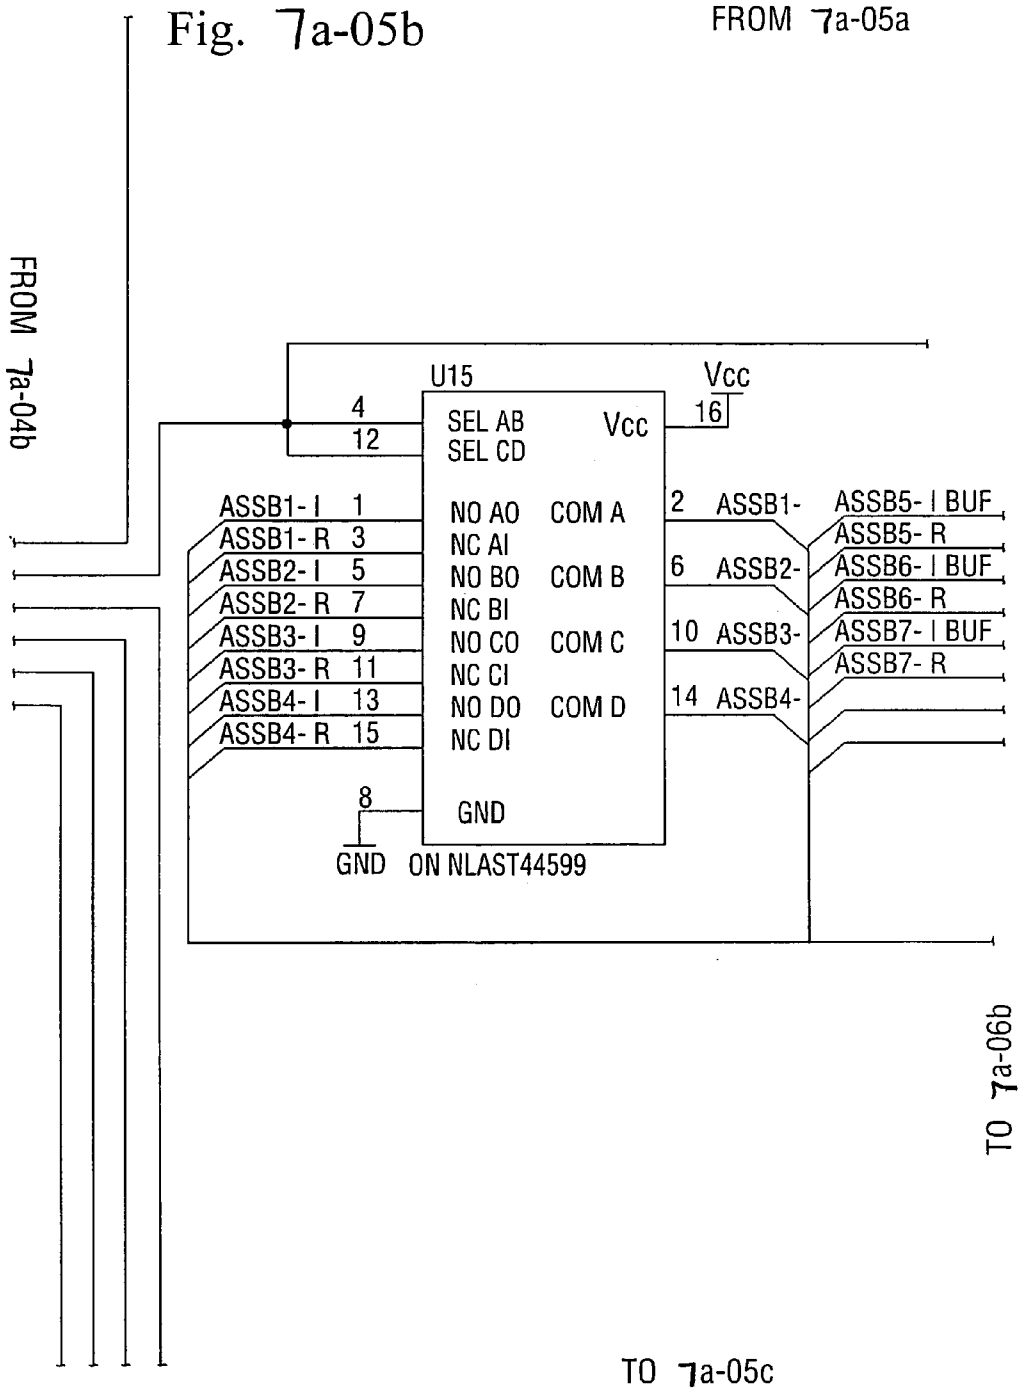 Fig. 7a-05b
FROM 7a-05a
FROM 7a-04b
U15
Vcc
4
SEL AB
Vcc
16
12
SEL CD
ASSB1- I 1 NO AO COM A 2 ASSB1- ASSB5- I BUF
ASSB1- R 3 NC AI ASSB5- R
ASSB2- I 5 NO BO COM B 6 ASSB2- ASSB6- I BUF
ASSB2- R 7 NC BI ASSB6- R
ASSB3- I 9 NO CO COM C 10 ASSB3- ASSB7- I BUF
ASSB3- R 11 NC CI ASSB7- R
ASSB4- I 13 NO DO COM D 14 ASSB4-
ASSB4- R 15 NC DI
8 GND
GND ON NLAST44599
TO 7a-06b
TO 7a-05c